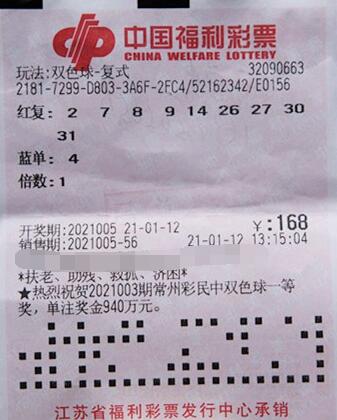 中国福利彩票
CHINA WELFARE LOTTERY
玩法:双色球-复式 32090663
2181-7299-D803-3A6F-2FC4/52162342/E0156
红复: 2 7 8 9 14 26 27 30
31
蓝单: 4
倍数:1
开奖期:2021005 21-01-12 ¥:168
销售期:2021005-56 21-01-12 13:15:04
*扶老、助残、救孤、济困*
★热烈祝贺2021003期常州彩民中双色球一等
奖,单注奖金940万元。
江苏省福利彩票发行中心承销